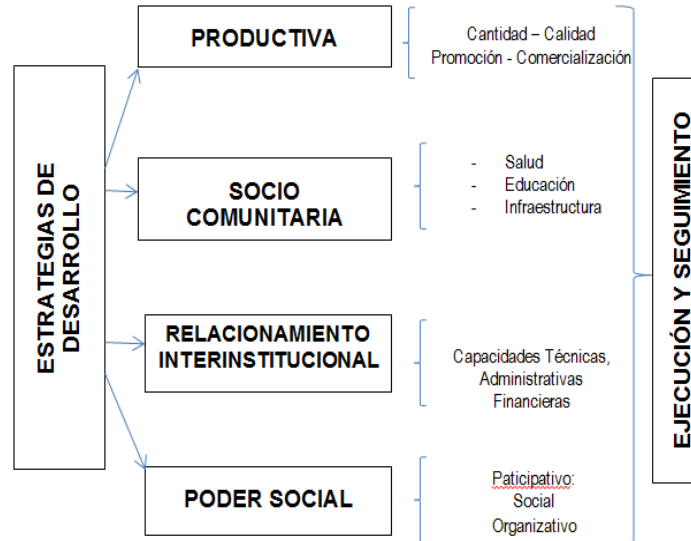 ESTRATEGIAS DE
DESARROLLO
PRODUCTIVA
Cantidad – Calidad
Promoción - Comercialización
SOCIO
COMUNITARIA
- Salud
- Educación
- Infraestructura
RELACIONAMIENTO
INTERINSTITUCIONAL
Capacidades Técnicas,
Administrativas
Financieras
PODER SOCIAL
Paticipativo:
Social
Organizativo
EJECUCIÓN Y SEGUIMIENTO